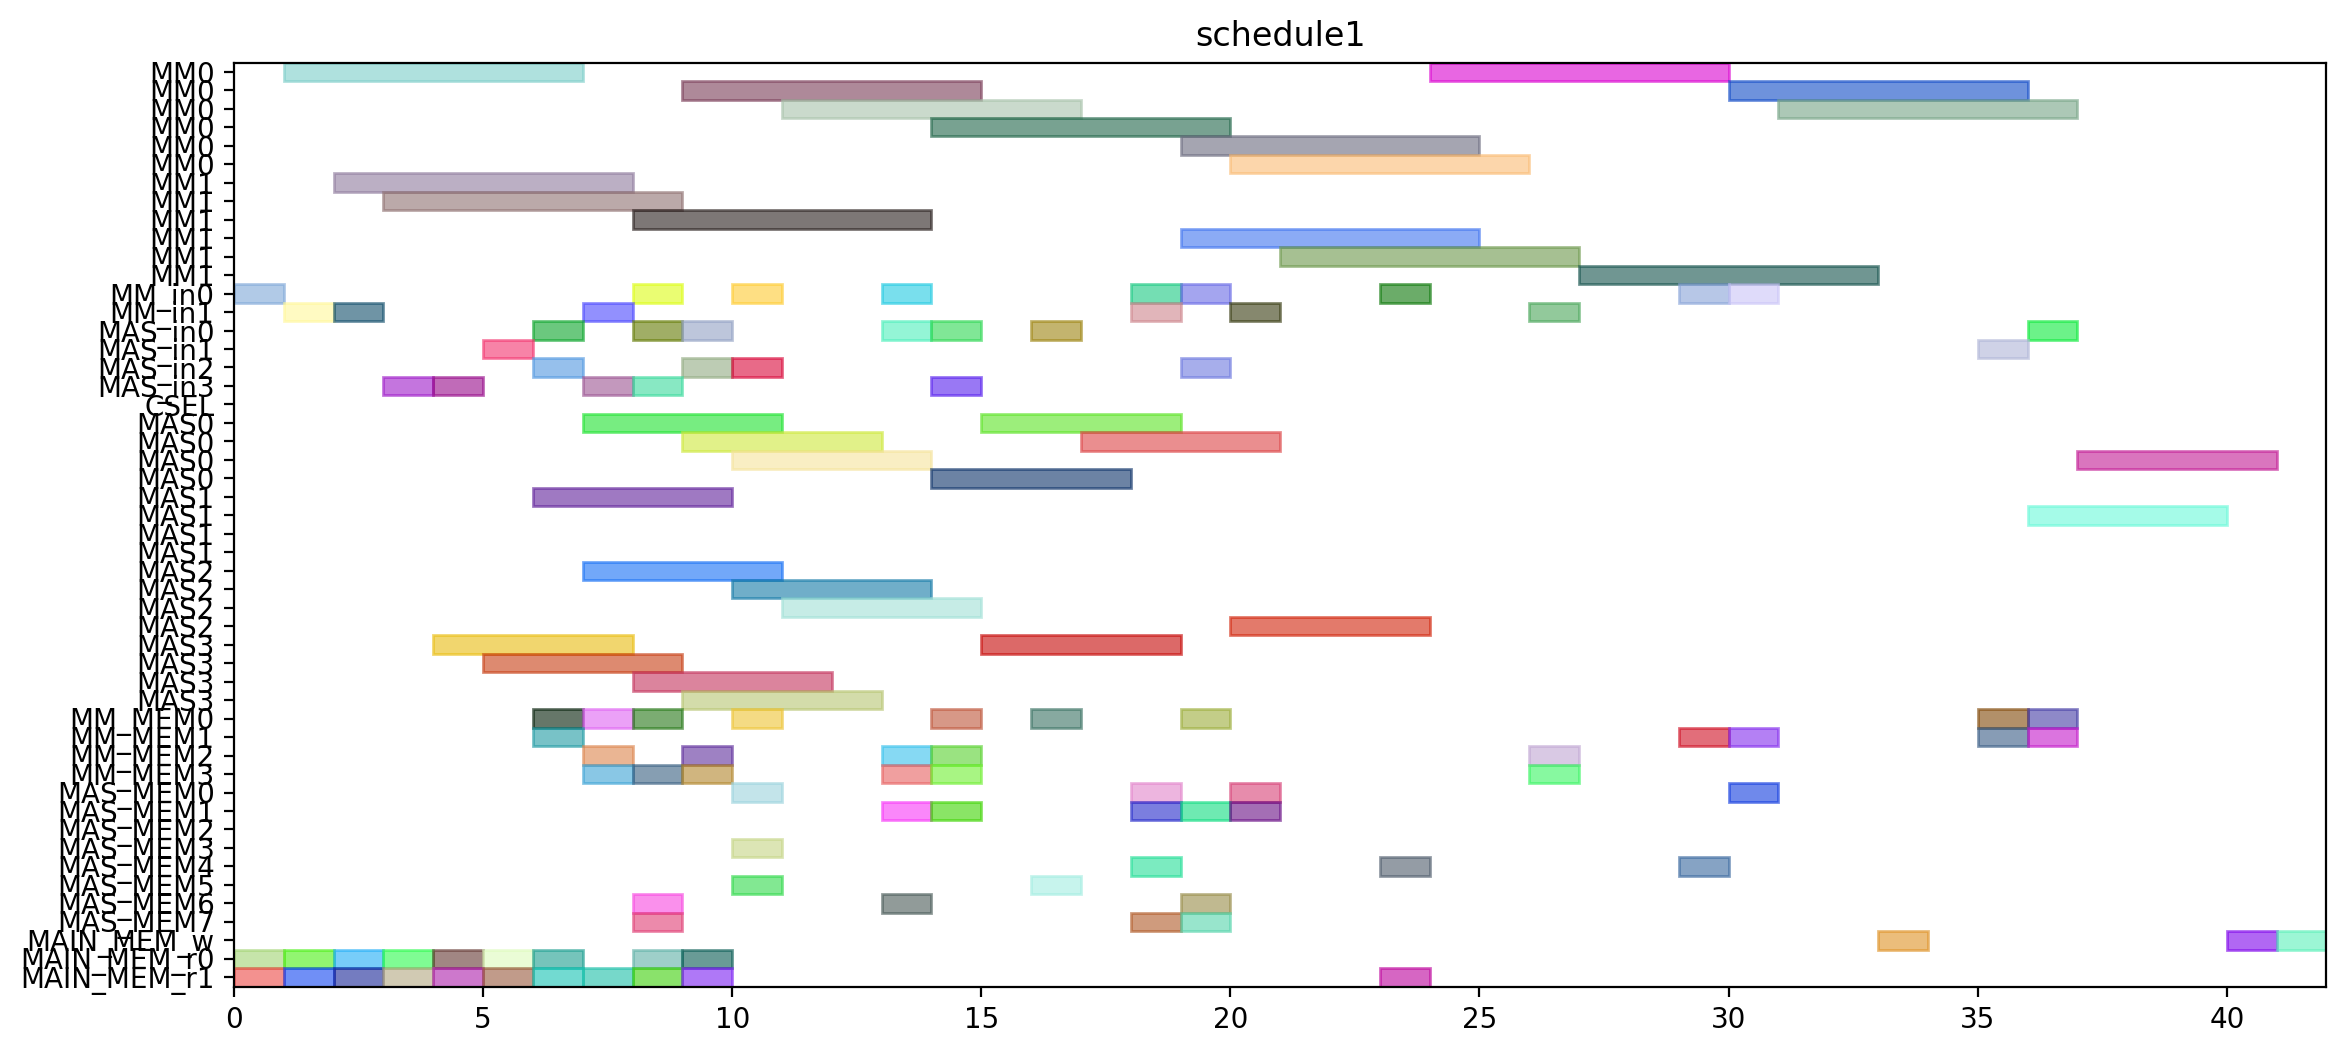 schedule1
MM0
MM0
MM0
MM0
MM0
MM0
MM1
MM1
MM1
MM1
MM1
MM1
MM_in0
MM_in1
MAS_in0
MAS_in1
MAS_in2
MAS_in3
CSEL
MAS0
MAS0
MAS0
MAS0
MAS1
MAS1
MAS1
MAS1
MAS2
MAS2
MAS2
MAS2
MAS3
MAS3
MAS3
MAS3
MM_MEM0
MM_MEM1
MM_MEM2
MM_MEM3
MAS_MEM0
MAS_MEM1
MAS_MEM2
MAS_MEM3
MAS_MEM4
MAS_MEM5
MAS_MEM6
MAS_MEM7
MAIN_MEM_w
MAIN_MEM_r0
MAIN_MEM_r1
0 5 10 15 20 25 30 35 40